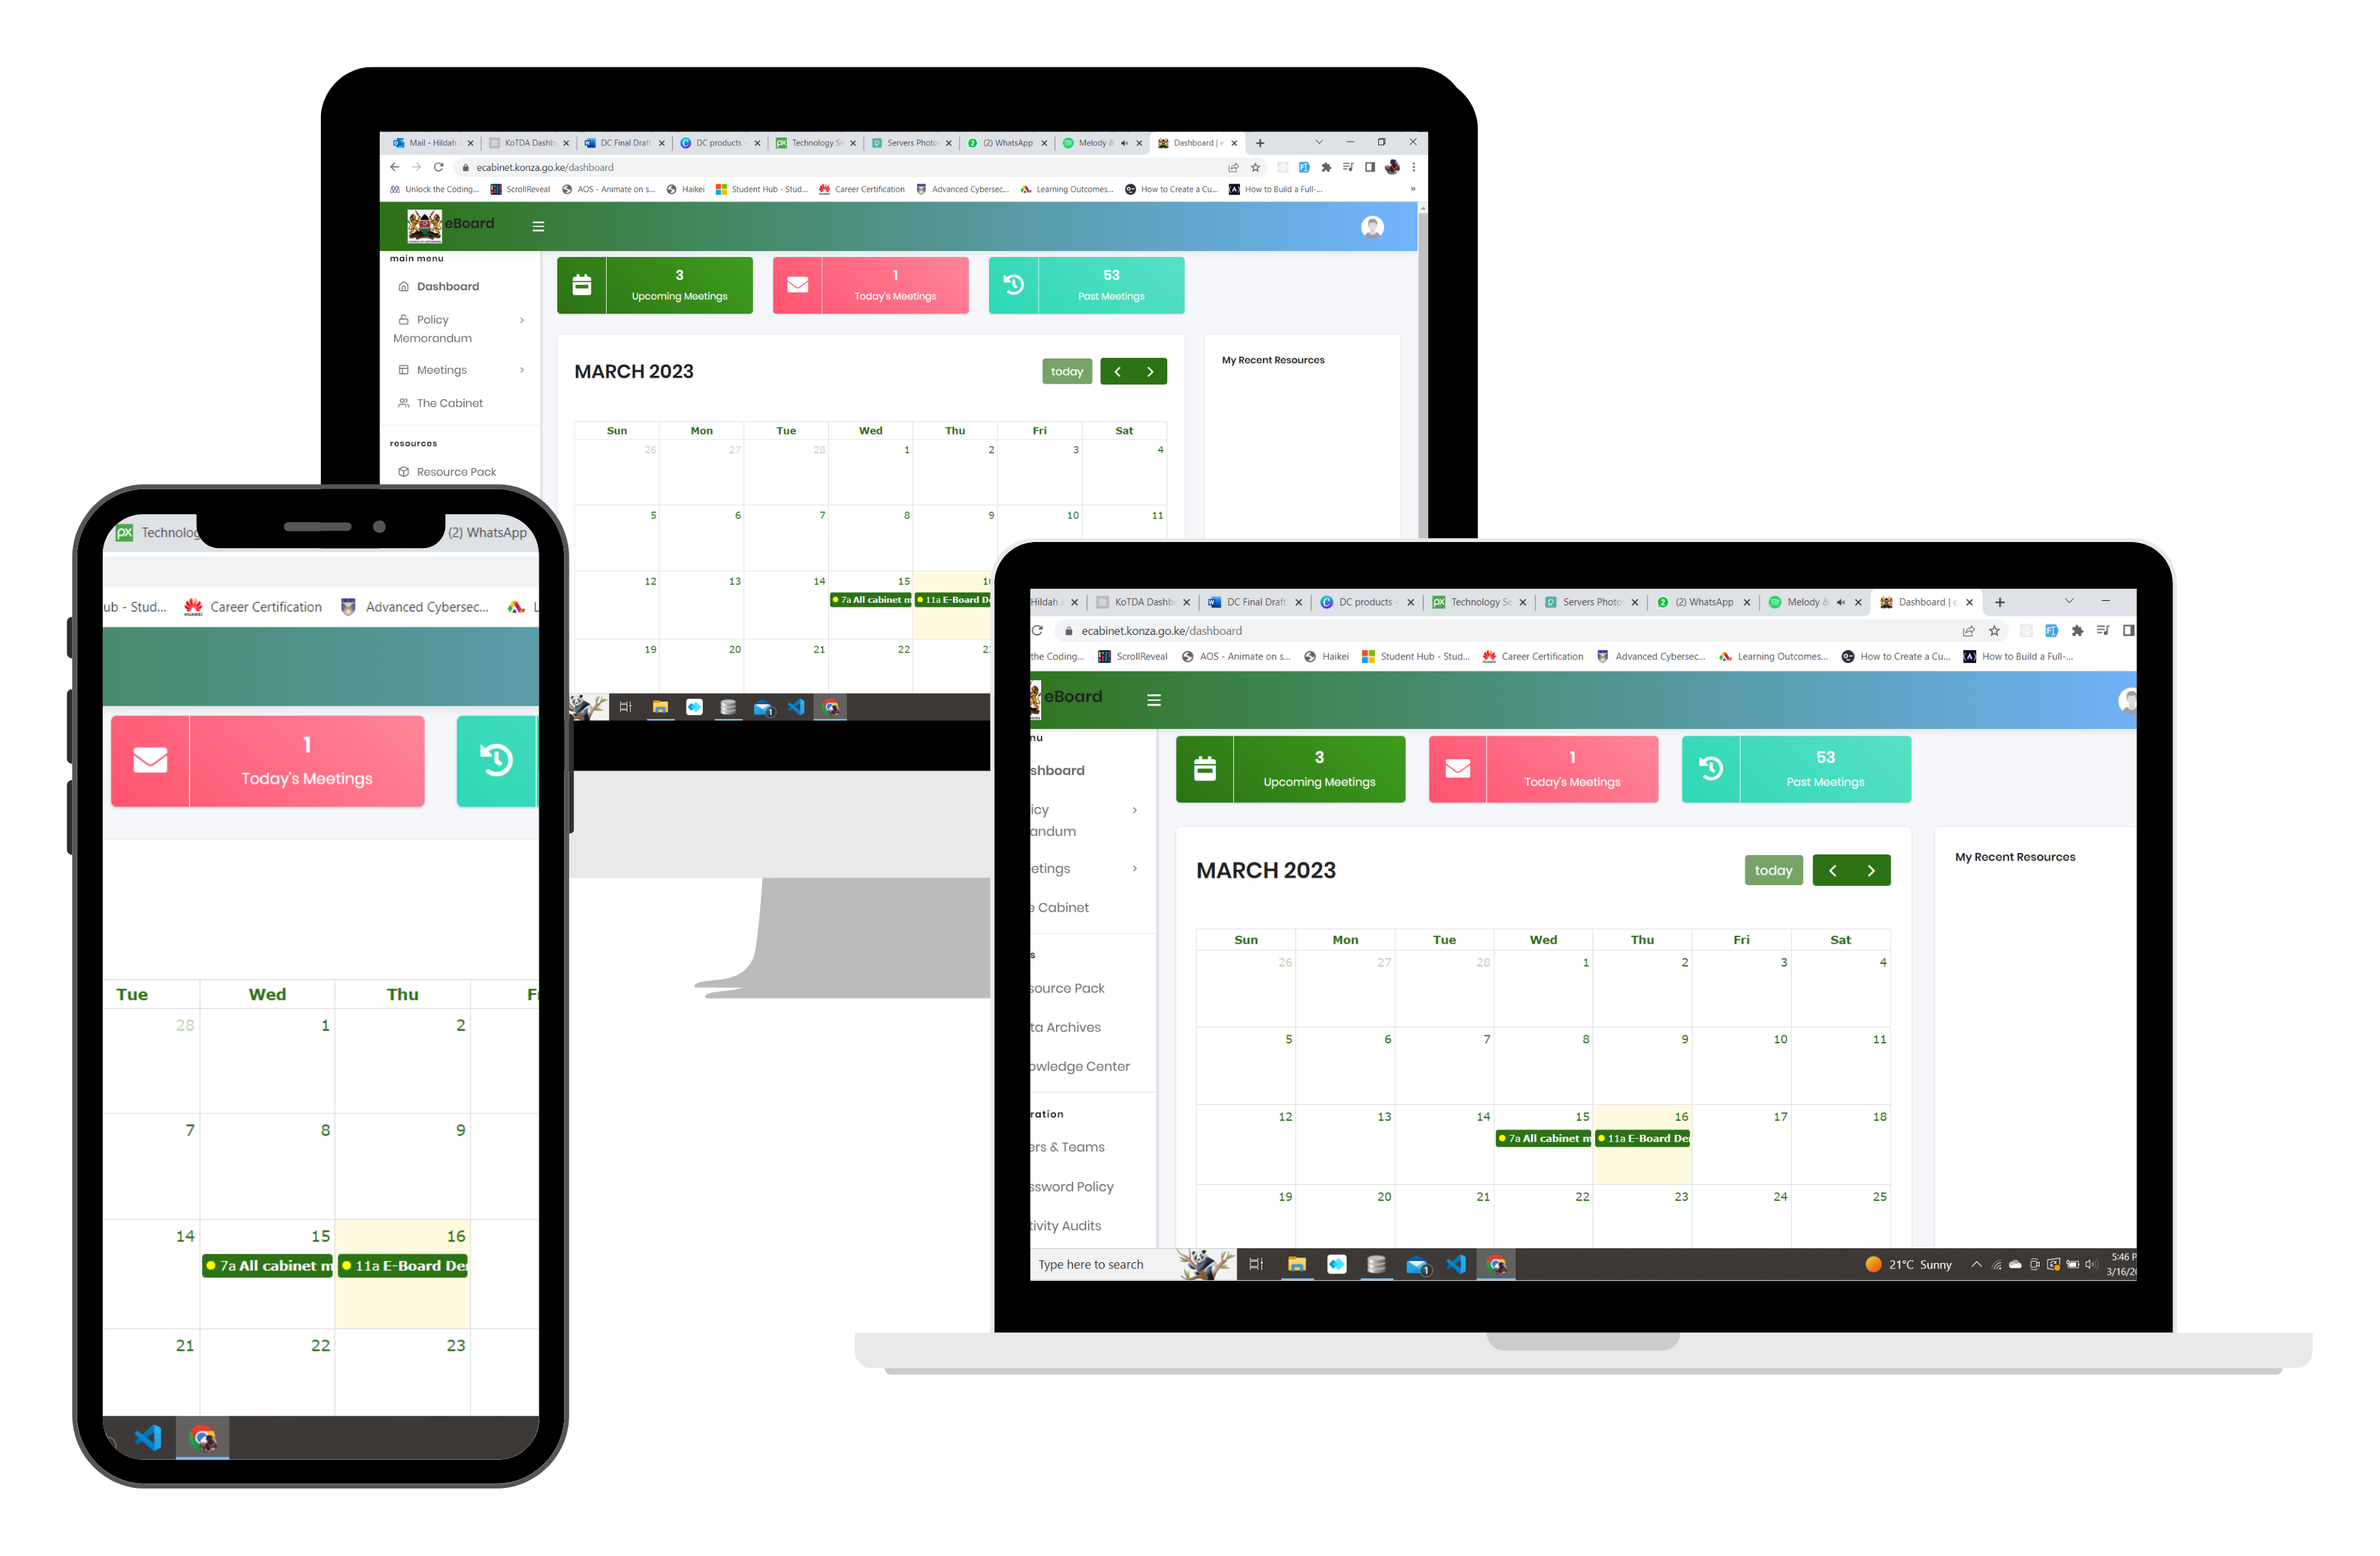 Mail - Hildah KoTDA Dashb DC Final Draft DC products - Technology Se Servers Photo (2) WhatsApp Melody & Dashboard | e
ecabinet.konza.go.ke/dashboard
Unlock the Coding... ScrollReveal AOS - Animate on s... Haikei Student Hub - Stud... Career Certification Advanced Cybersec... Learning Outcomes... How to Create a Cu... How to Build a Full-... »
eBoard
main menu
Dashboard
Policy
Memorandum
Meetings
The Cabinet
resources
Resource Pack
3
Upcoming Meetings
1
Today's Meetings
53
Past Meetings
MARCH 2023
today
My Recent Resources
Sun Mon Tue Wed Thu Fri Sat
26 27 28 1 2 3 4
5 6 7 8 9 10 11
12 13 14 15
7a All cabinet m 11a E-Board D
19 20 21 22
1
px Technolog (2) WhatsApp
ub - Stud... Career Certification Advanced Cybersec...
1
Today's Meetings
Tue Wed Thu
28 1 2
7 8 9
14 15 16
7a All cabinet m 11a E-Board De
21 22 23
Hildah KoTDA Dashb DC Final Draft DC products - Technology Se Servers Photo (2) WhatsApp Melody & Dashboard | e
ecabinet.konza.go.ke/dashboard
the Coding... ScrollReveal AOS - Animate on s... Haikei Student Hub - Stud... Career Certification Advanced Cybersec... Learning Outcomes... How to Create a Cu... How to Build a Full-...
eBoard
nu
shboard
icy
andum
etings
e Cabinet
s
source Pack
ta Archives
owledge Center
ration
ers & Teams
ssword Policy
tivity Audits
3
Upcoming Meetings
1
Today's Meetings
53
Past Meetings
MARCH 2023
today
My Recent Resources
Sun Mon Tue Wed Thu Fri Sat
26 27 28 1 2 3 4
5 6 7 8 9 10 11
12 13 14 15 16 17 18
7a All cabinet m 11a E-Board De
19 20 21 22 23 24 25
Type here to search
1
21°C Sunny
5:46 P
3/16/20